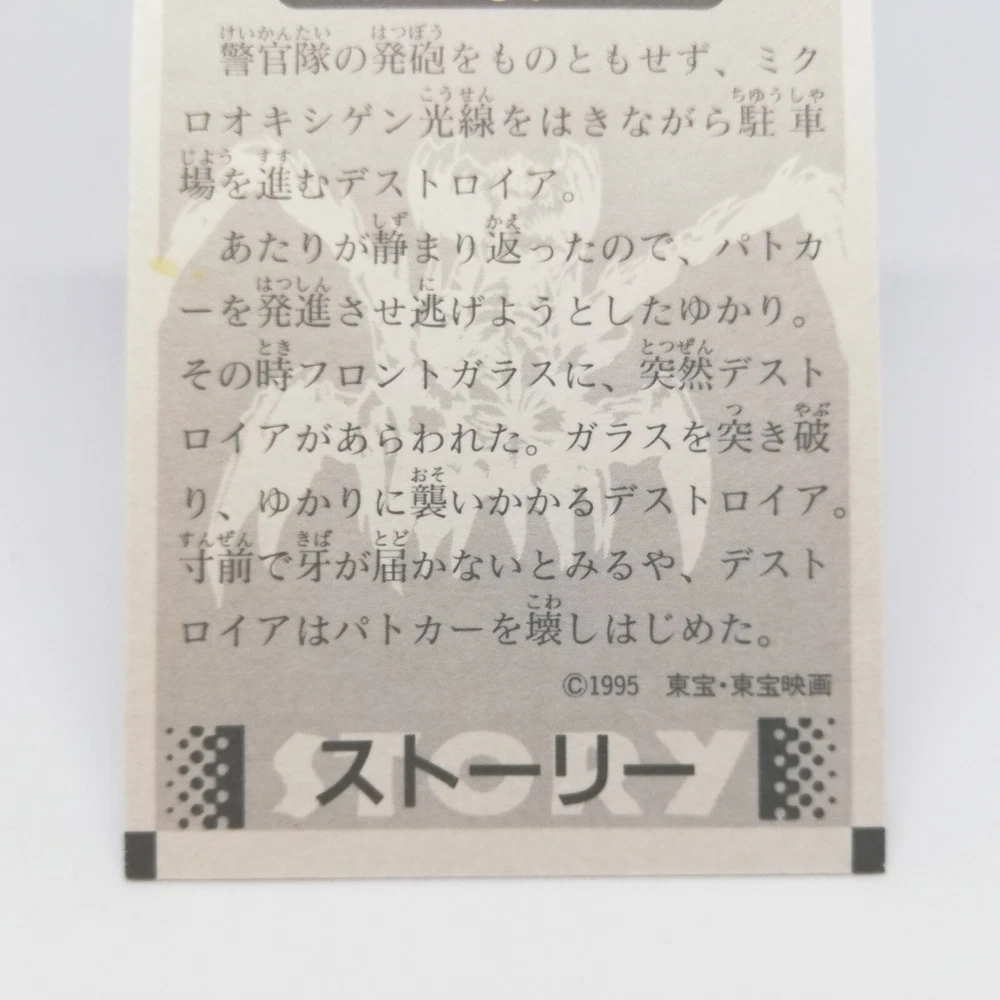 警官隊の発砲をものともせず、ミク
ロオキシゲン光線をはきながら駐車
場を進むデストロイア。
あたりが静まり返ったので、パトカ
ーを発進させ逃げようとしたゆかり。
その時フロントガラスに、突然デスト
ロイアがあらわれた。ガラスを突き破
り、ゆかりに襲いかかるデストロイア。
寸前で牙が届かないとみるや、デスト
ロイアはパトカーを壊しはじめた。
©1995　東宝・東宝映画
STORY
ストーリー